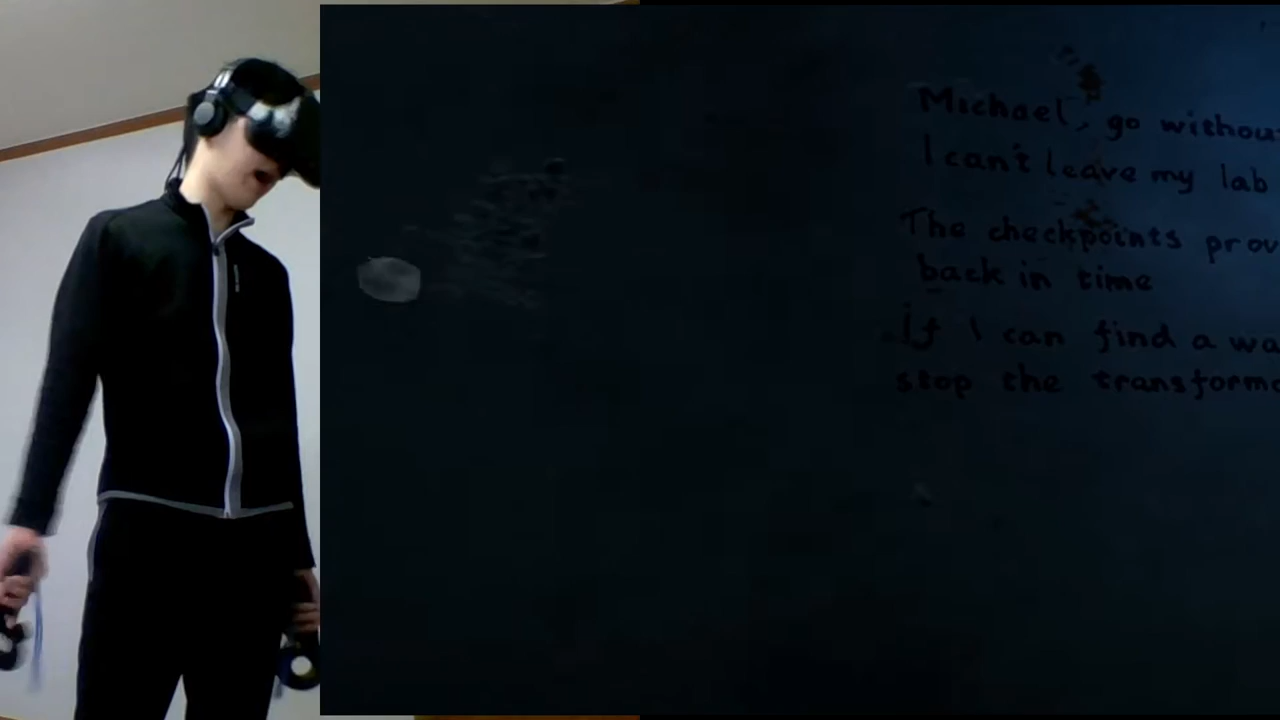 Michael, go without
I can't leave my lab
The checkpoints prov
back in time
If I can find a wa
stop the transforma